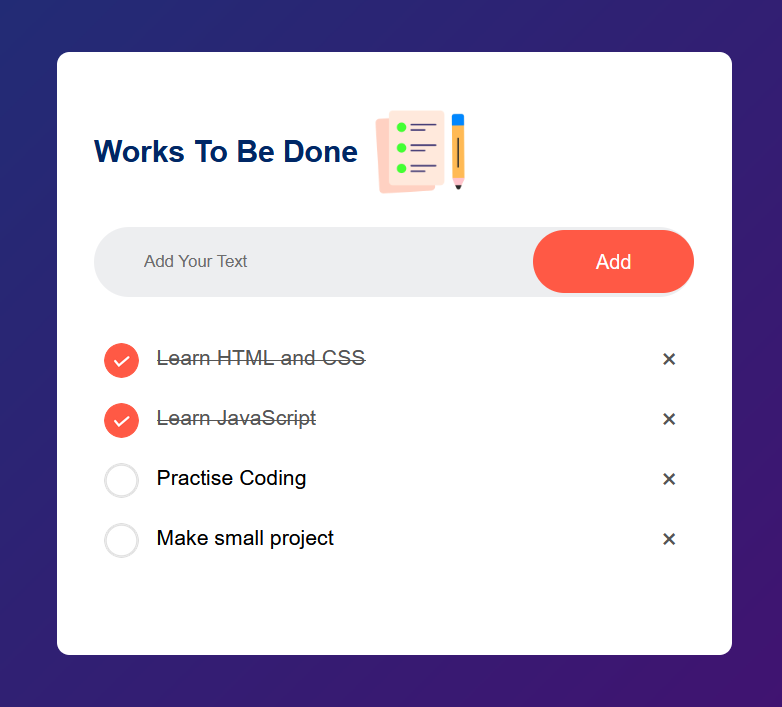 Works To Be Done
Add Your Text
Add
Learn HTML and CSS
Learn JavaScript
Practise Coding
Make small project